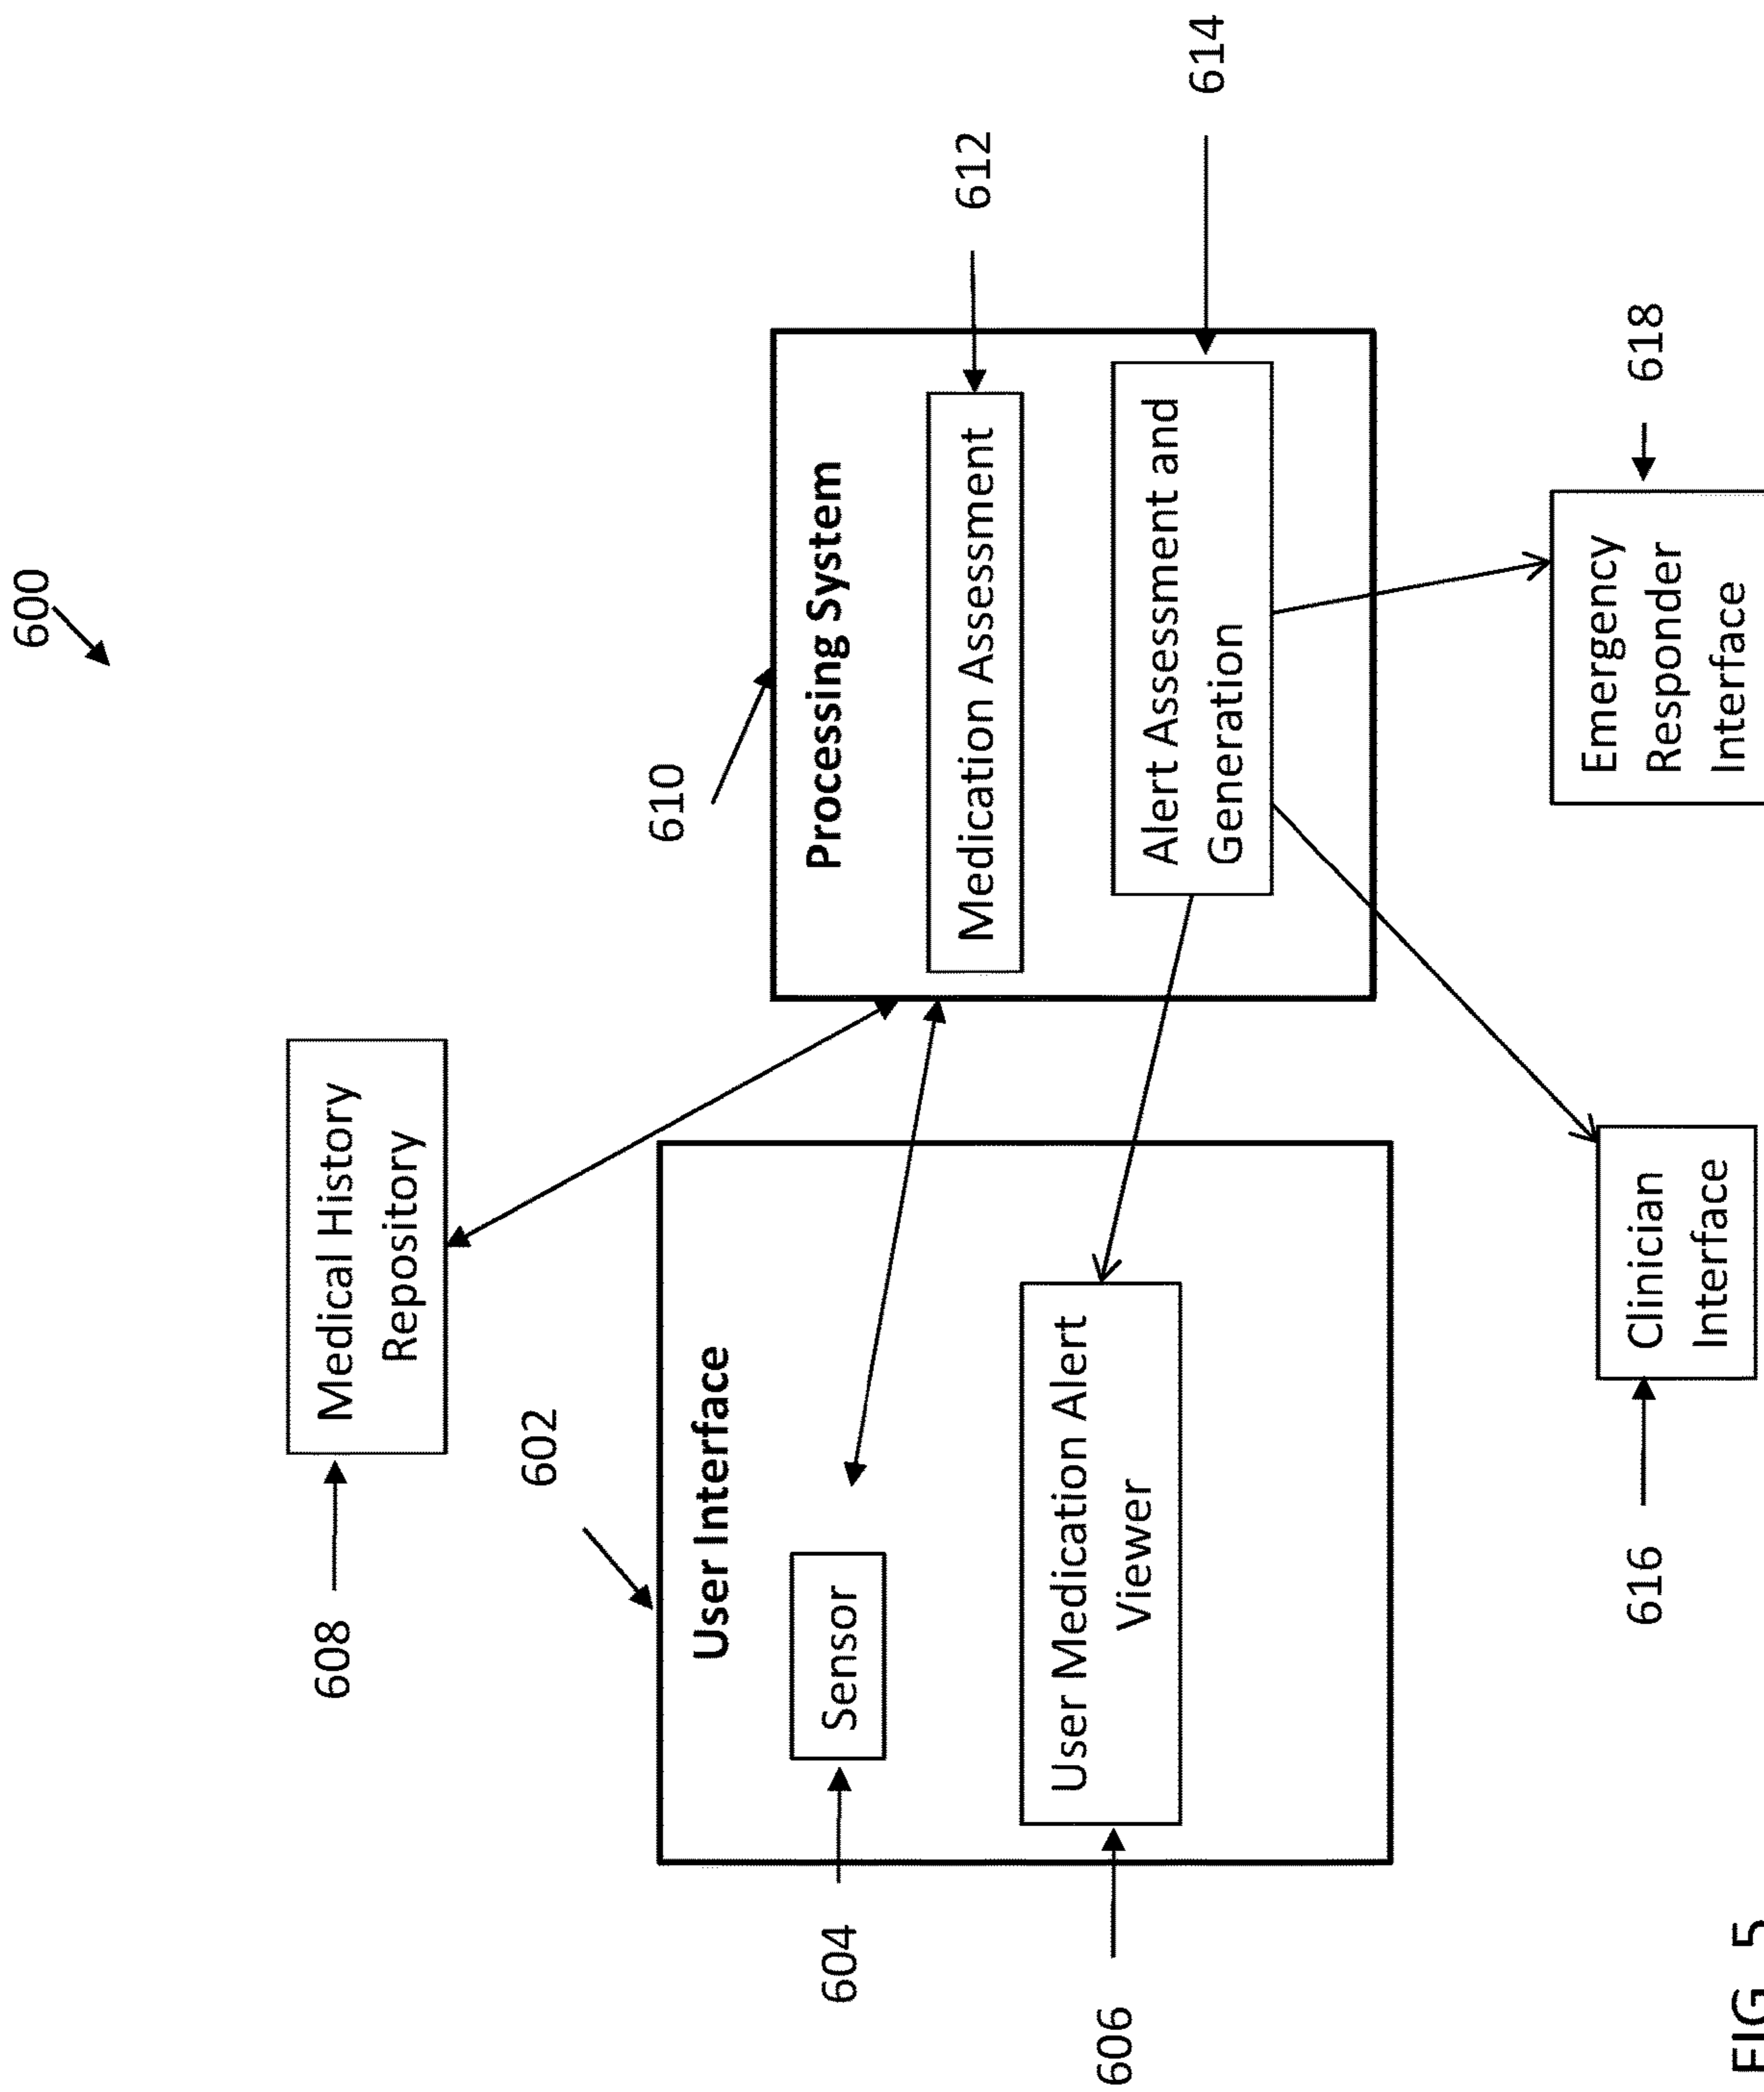 600
608
Medical History
Repository
602
610
User Interface
Processing System
604
Sensor
Medication Assessment
612
606
User Medication Alert
Viewer
Alert Assessment and
Generation
614
616
Clinician
Interface
Emergency
Responder
Interface
618
FIG. 5